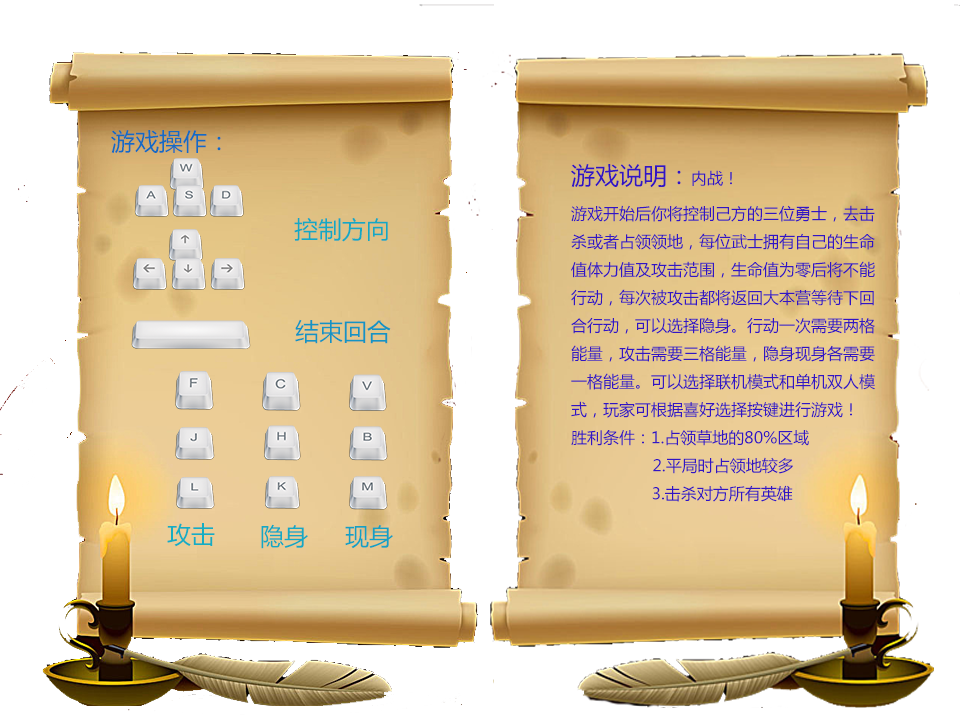 游戏操作：
W
A S D
控制方向
↑
← ↓ →
结束回合
F C V
J H B
L K M
攻击 隐身 现身
游戏说明：内战！
游戏开始后你将控制己方的三位勇士，去击
杀或者占领领地，每位武士拥有自己的生命
值体力值及攻击范围，生命值为零后将不能
行动，每次被攻击都将返回大本营等待下回
合行动，可以选择隐身。行动一次需要两格
能量，攻击需要三格能量，隐身现身各需要
一格能量。可以选择联机模式和单机双人模
式，玩家可根据喜好选择按键进行游戏！
胜利条件：1.占领草地的80%区域
2.平局时占领地较多
3.击杀对方所有英雄